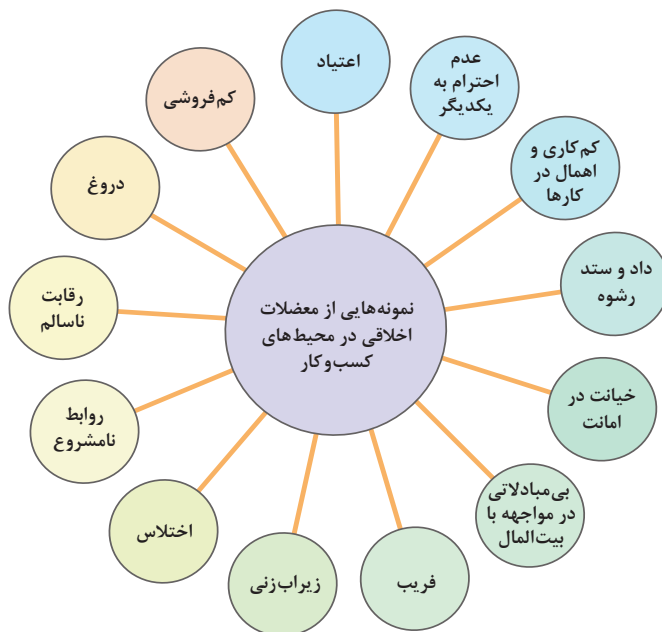 نمونه‌هایی از معضلات
اخلاقی در محیط‌های
کسب‌وکار
اعتیاد
عدم
احترام به
یکدیگر
کم‌کاری و
اهمال در
کارها
داد و ستد
رشوه
خیانت در
امانت
بی‌مبادلاتی
در مواجهه با
بیت‌المال
فریب
زیراب‌زنی
اختلاس
روابط
نامشروع
رقابت
ناسالم
دروغ
کم‌فروشی